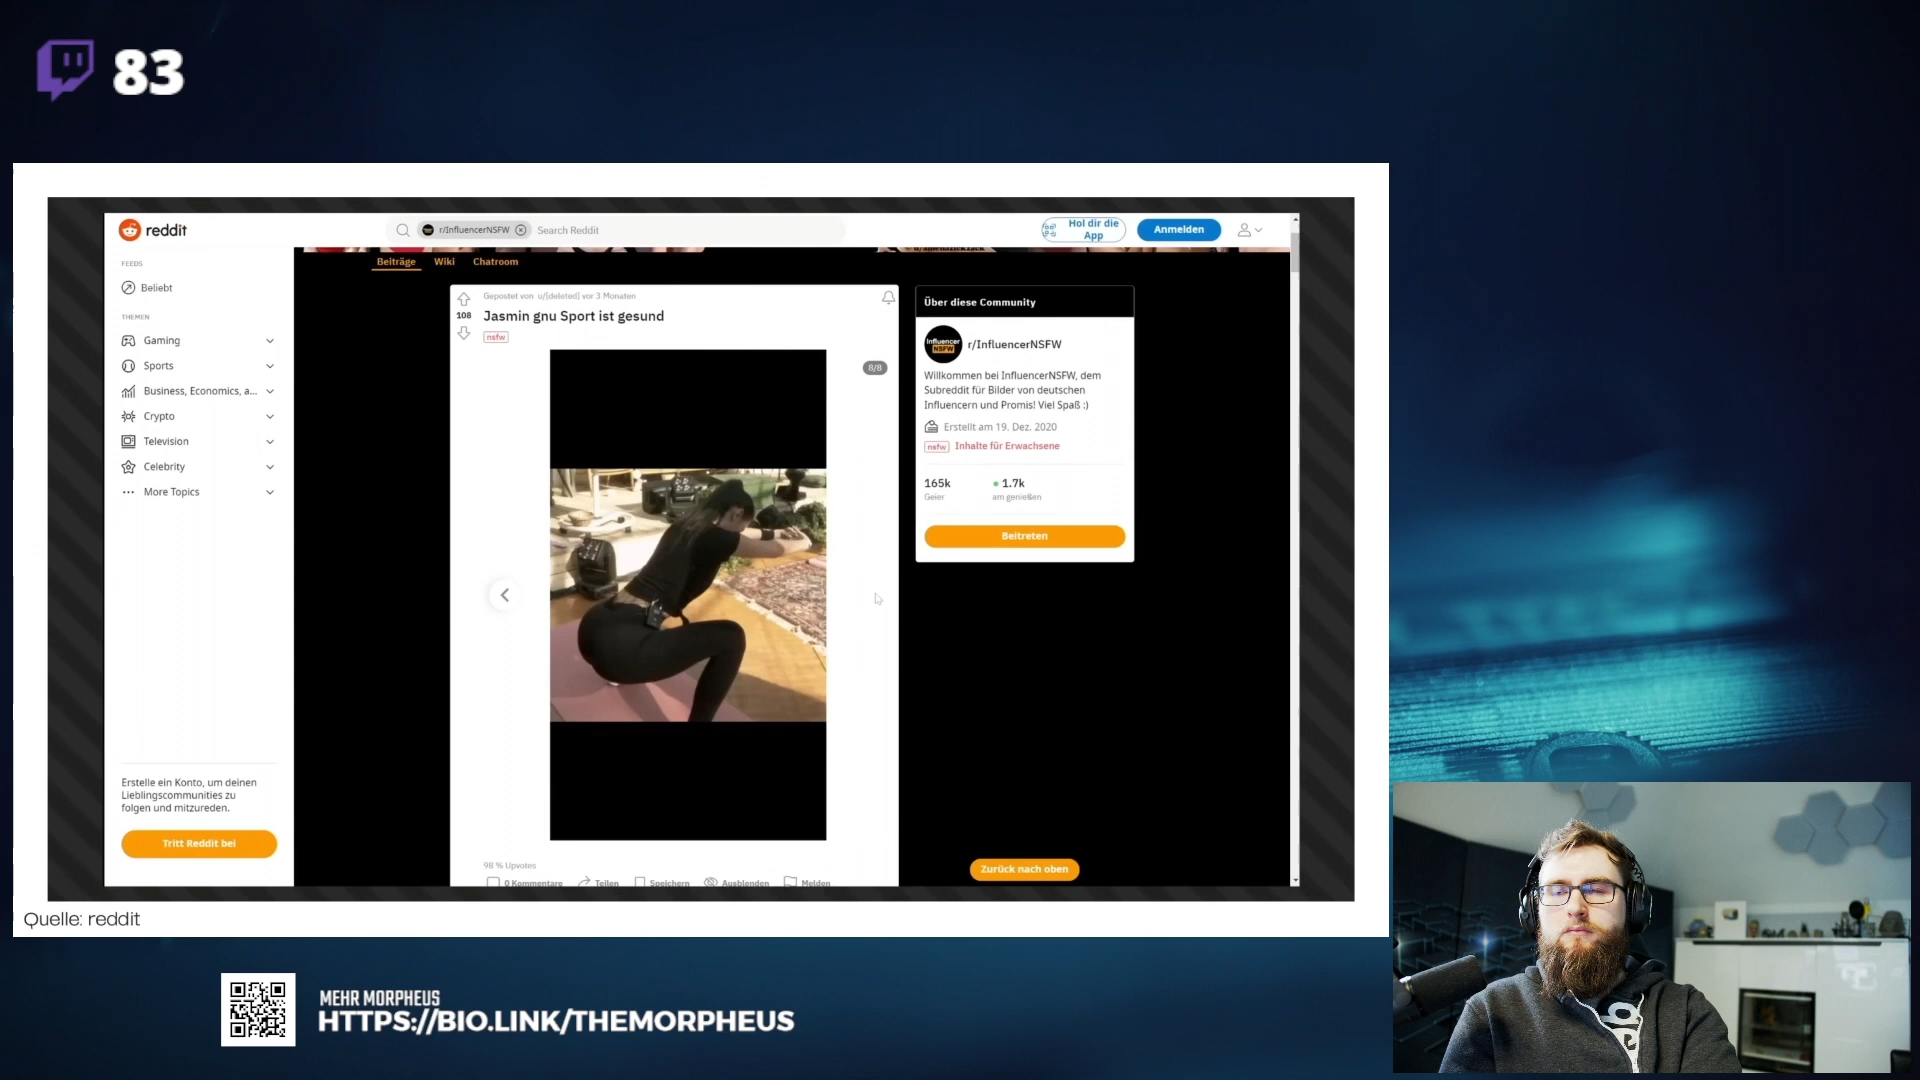 83
reddit
r/InfluencerNSFW
Search Reddit
Hol dir die
App
Anmelden
FEEDS
Beliebt
THEMEN
Gaming
Sports
Business, Economics, a...
Crypto
Television
Celebrity
More Topics
Erstelle ein Konto, um deinen
Lieblingscommunities zu
folgen und mitzureden.
Tritt Reddit bei
Beiträge
Wiki
Chatroom
108
Gepostet von u/[deleted] vor 3 Monaten
Jasmin gnu Sport ist gesund
nsfw
8/8
98 % Upvotes
0 Kommentare
Teilen
Speichern
Ausblenden
Melden
Über diese Community
Influencer
NSFW
r/InfluencerNSFW
Willkommen bei InfluencerNSFW, dem
Subreddit für Bilder von deutschen
Influencern und Promis! Viel Spaß :)
Erstellt am 19. Dez. 2020
nsfw Inhalte für Erwachsene
165k
Geier
1.7k
am genießen
Beitreten
Zurück nach oben
Quelle: reddit
MEHR MORPHEUS
HTTPS://BIO.LINK/THEMORPHEUS